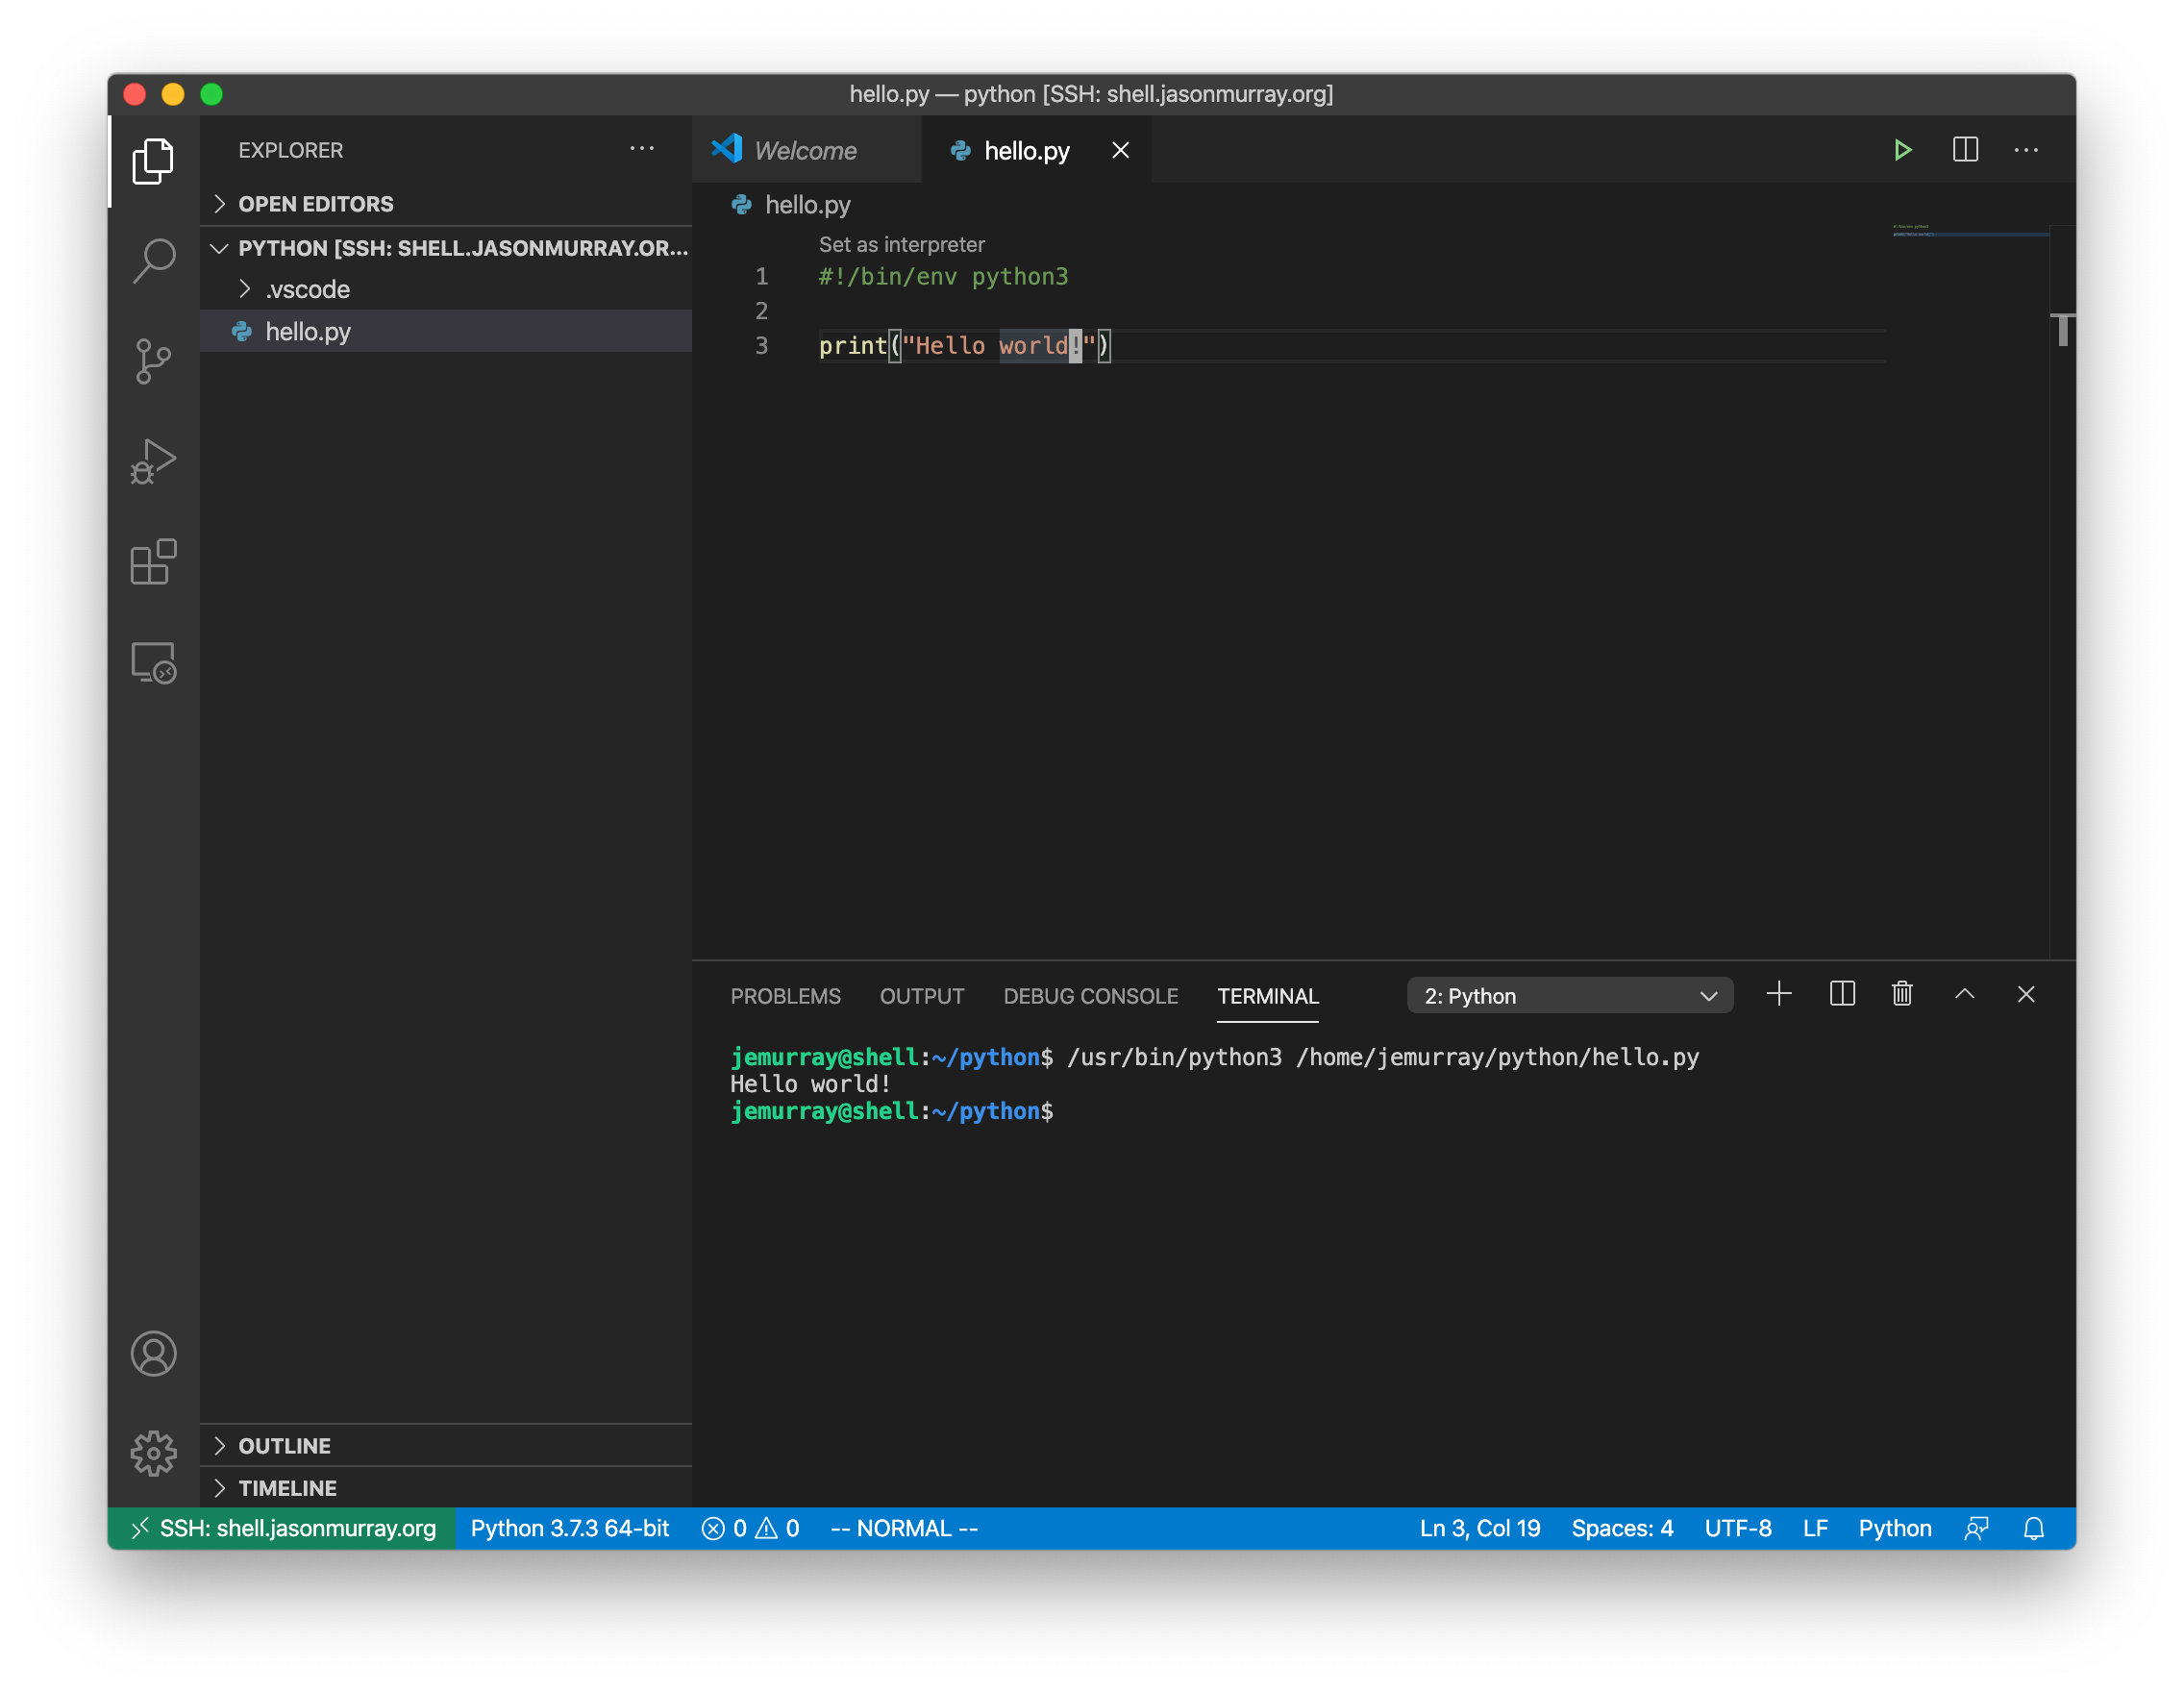 hello.py — python [SSH: shell.jasonmurray.org]
EXPLORER
OPEN EDITORS
PYTHON [SSH: SHELL.JASONMURRAY.OR...
.vscode
hello.py
OUTLINE
TIMELINE
Welcome
hello.py
hello.py
Set as interpreter
1 #!/bin/env python3
2
3 print("Hello world!")
PROBLEMS OUTPUT DEBUG CONSOLE TERMINAL 2: Python
jemurray@shell:~/python$ /usr/bin/python3 /home/jemurray/python/hello.py
Hello world!
jemurray@shell:~/python$
SSH: shell.jasonmurray.org Python 3.7.3 64-bit 0 0 -- NORMAL -- Ln 3, Col 19 Spaces: 4 UTF-8 LF Python